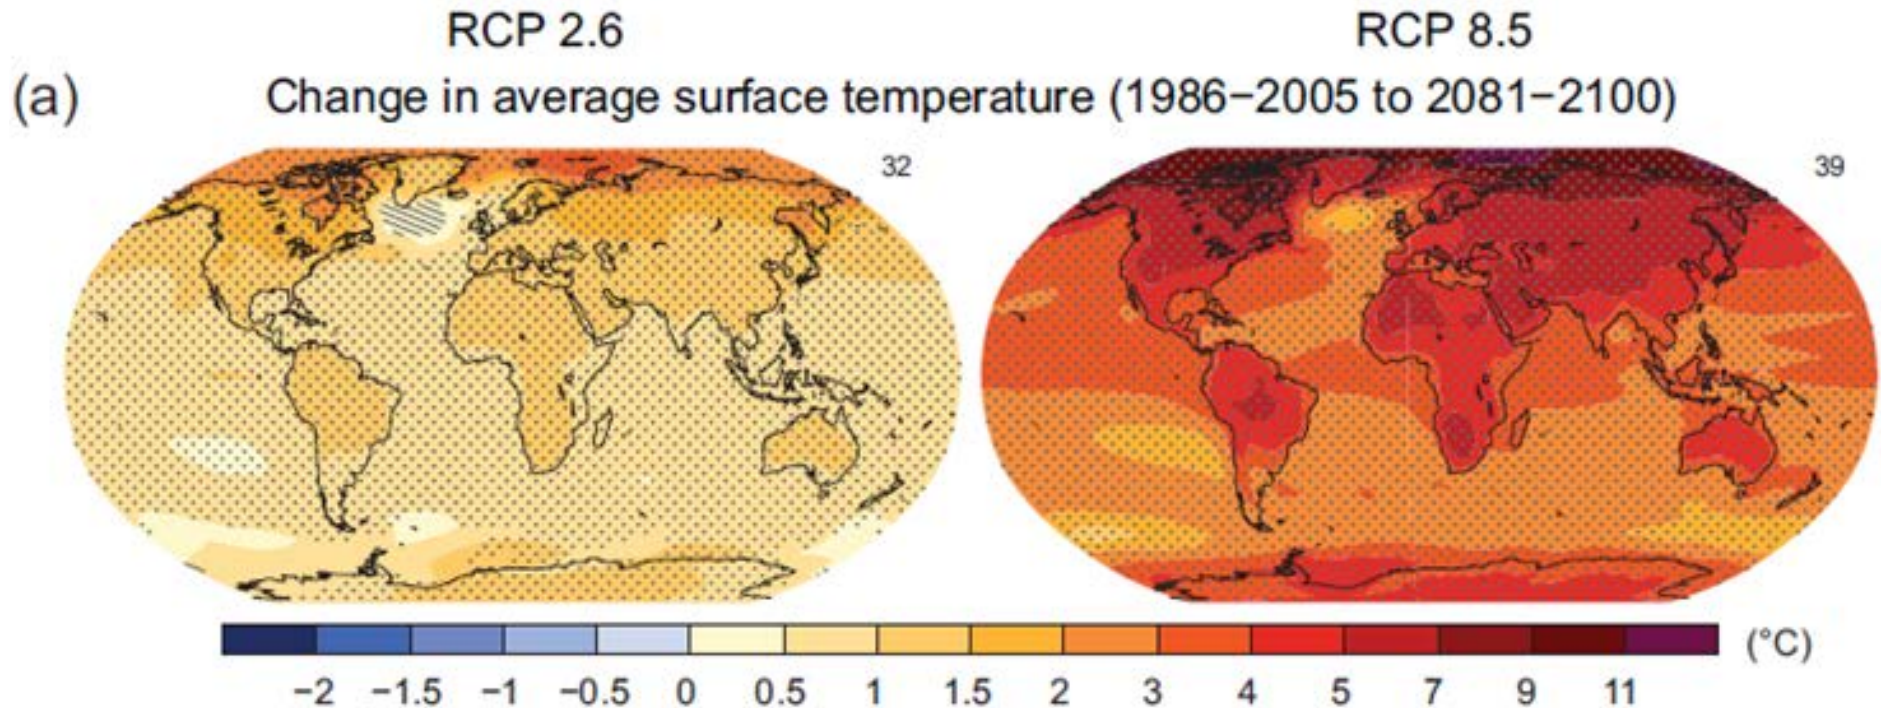 RCP 2.6 RCP 8.5
(a) Change in average surface temperature (1986−2005 to 2081−2100)
32 39
−2 −1.5 −1 −0.5 0 0.5 1 1.5 2 3 4 5 7 9 11 (°C)